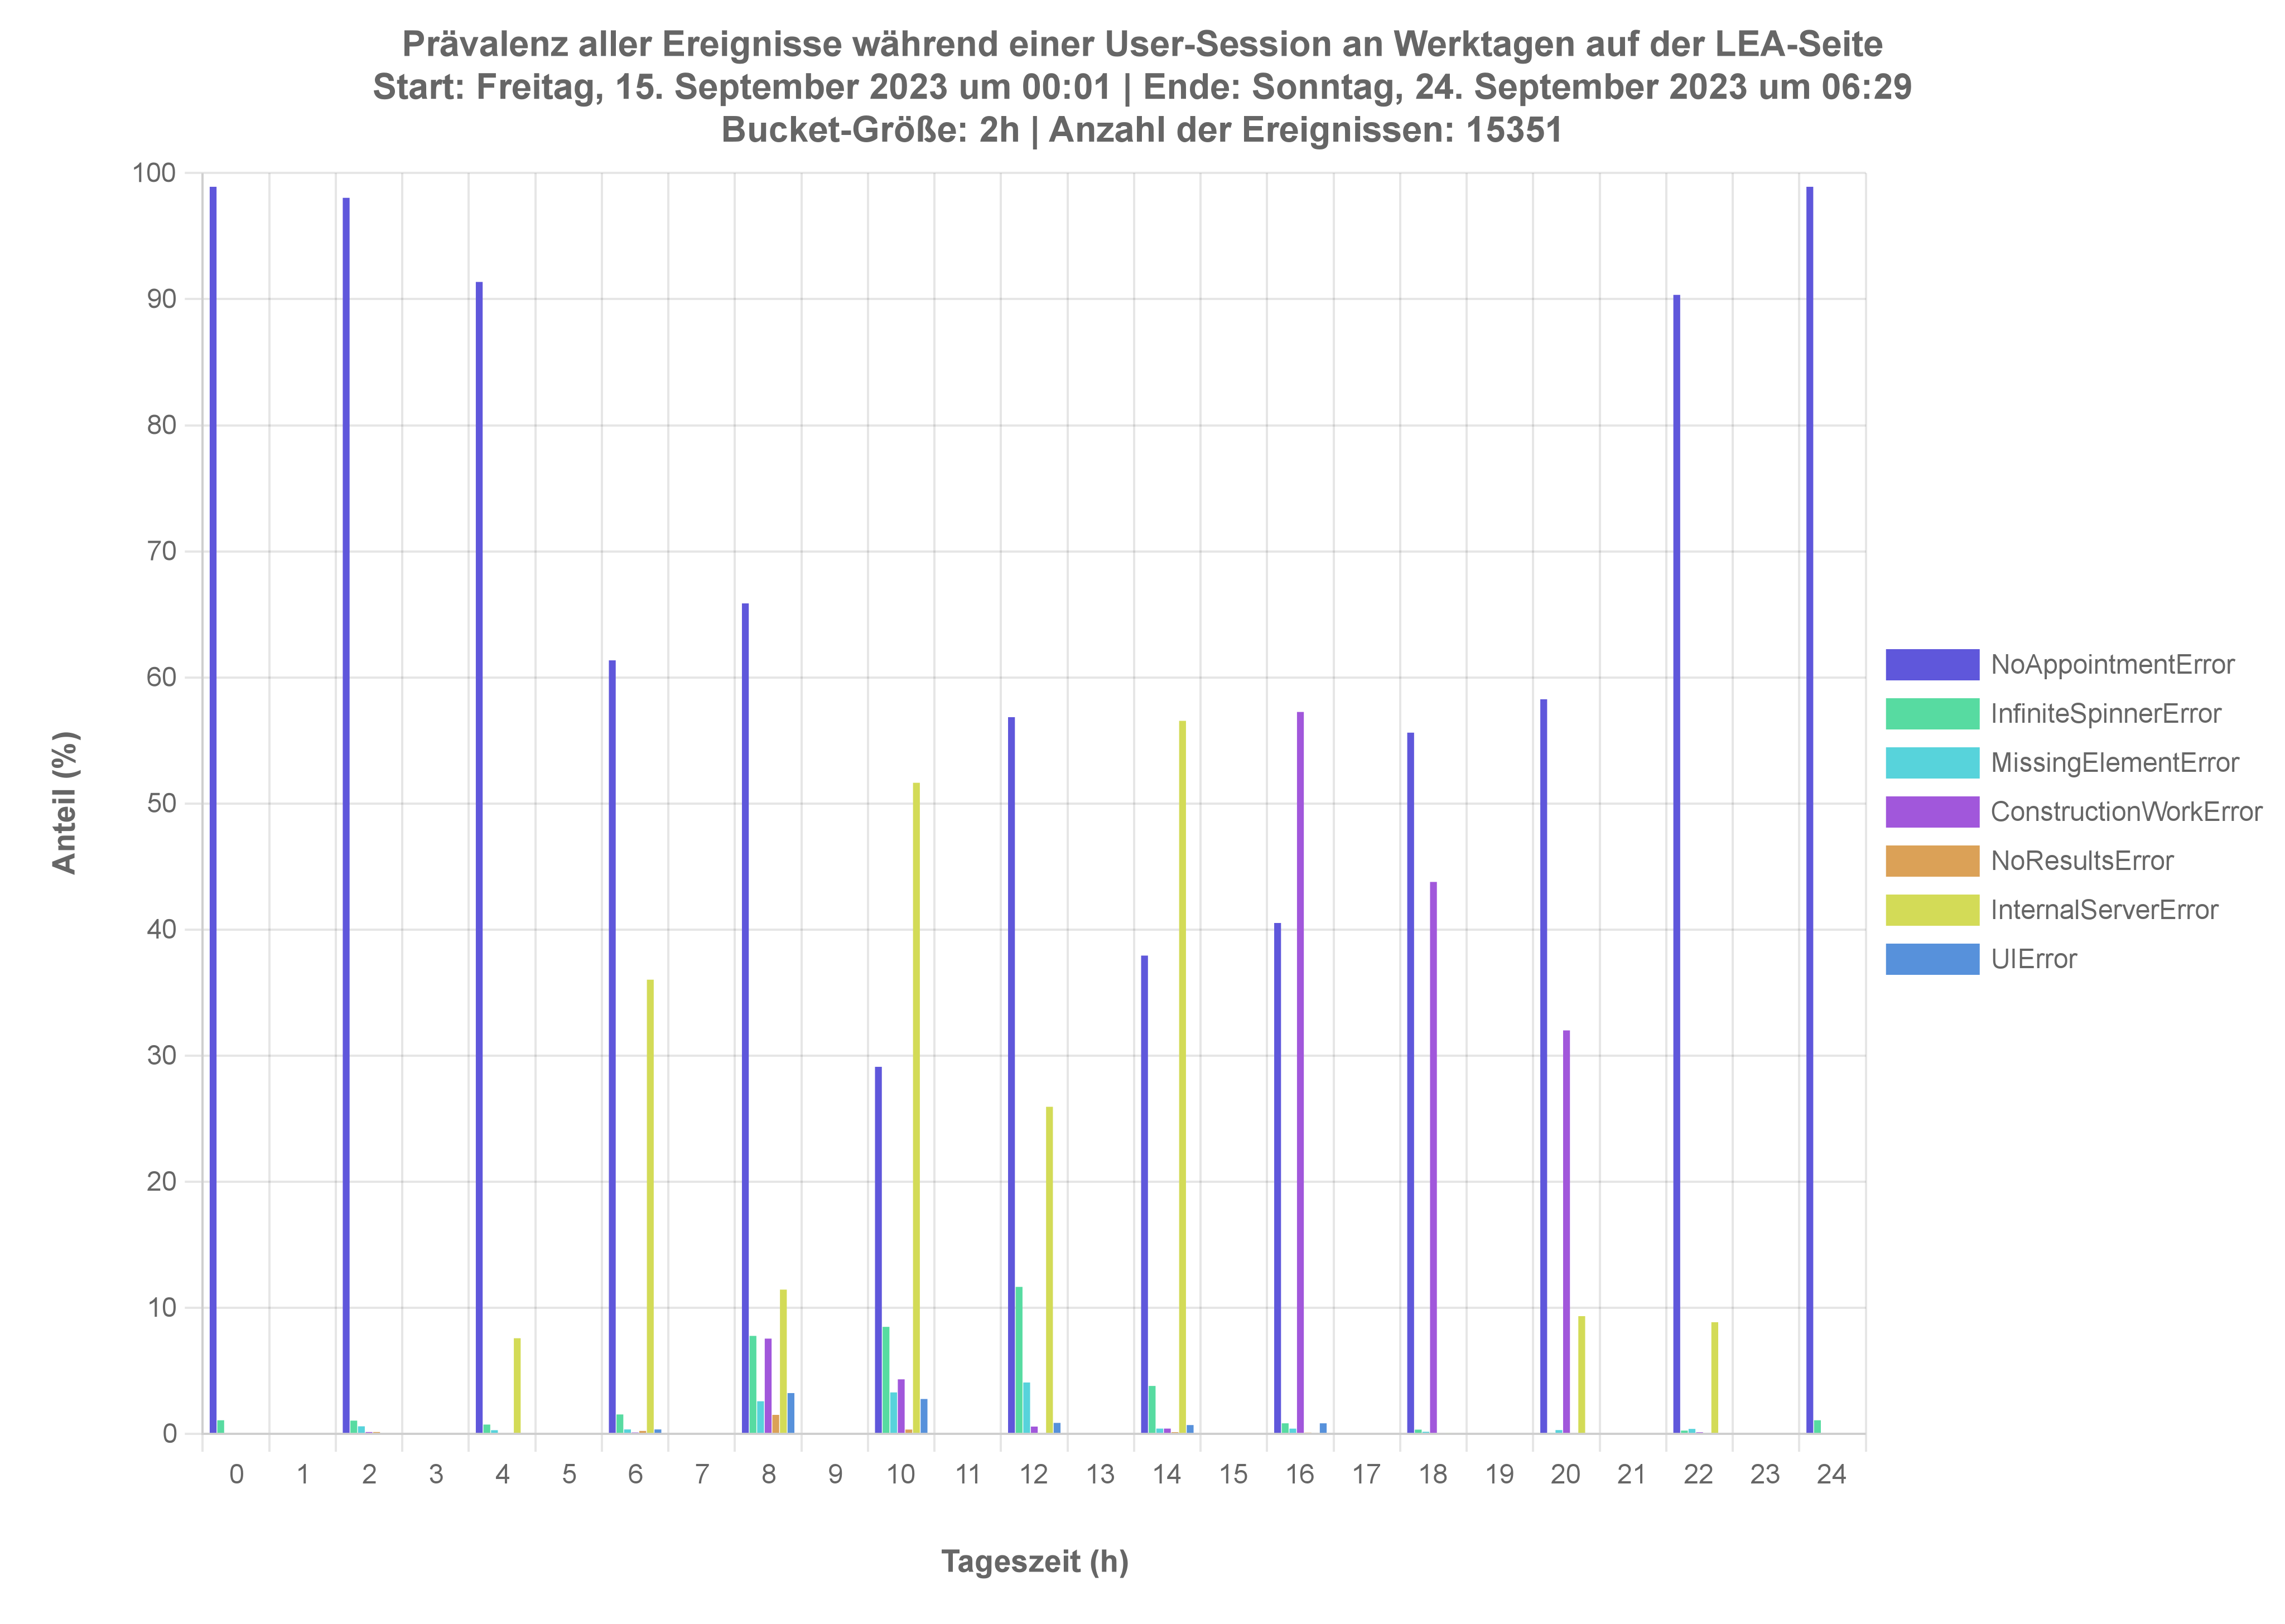 Prävalenz aller Ereignisse während einer User-Session an Werktagen auf der LEA-Seite
Start: Freitag, 15. September 2023 um 00:01 | Ende: Sonntag, 24. September 2023 um 06:29
Bucket-Größe: 2h | Anzahl der Ereignissen: 15351
100
90
80
70
60
50
40
30
20
10
0
Anteil (%)
0 1 2 3 4 5 6 7 8 9 10 11 12 13 14 15 16 17 18 19 20 21 22 23 24
Tageszeit (h)
NoAppointmentError
InfiniteSpinnerError
MissingElementError
ConstructionWorkError
NoResultsError
InternalServerError
UIError